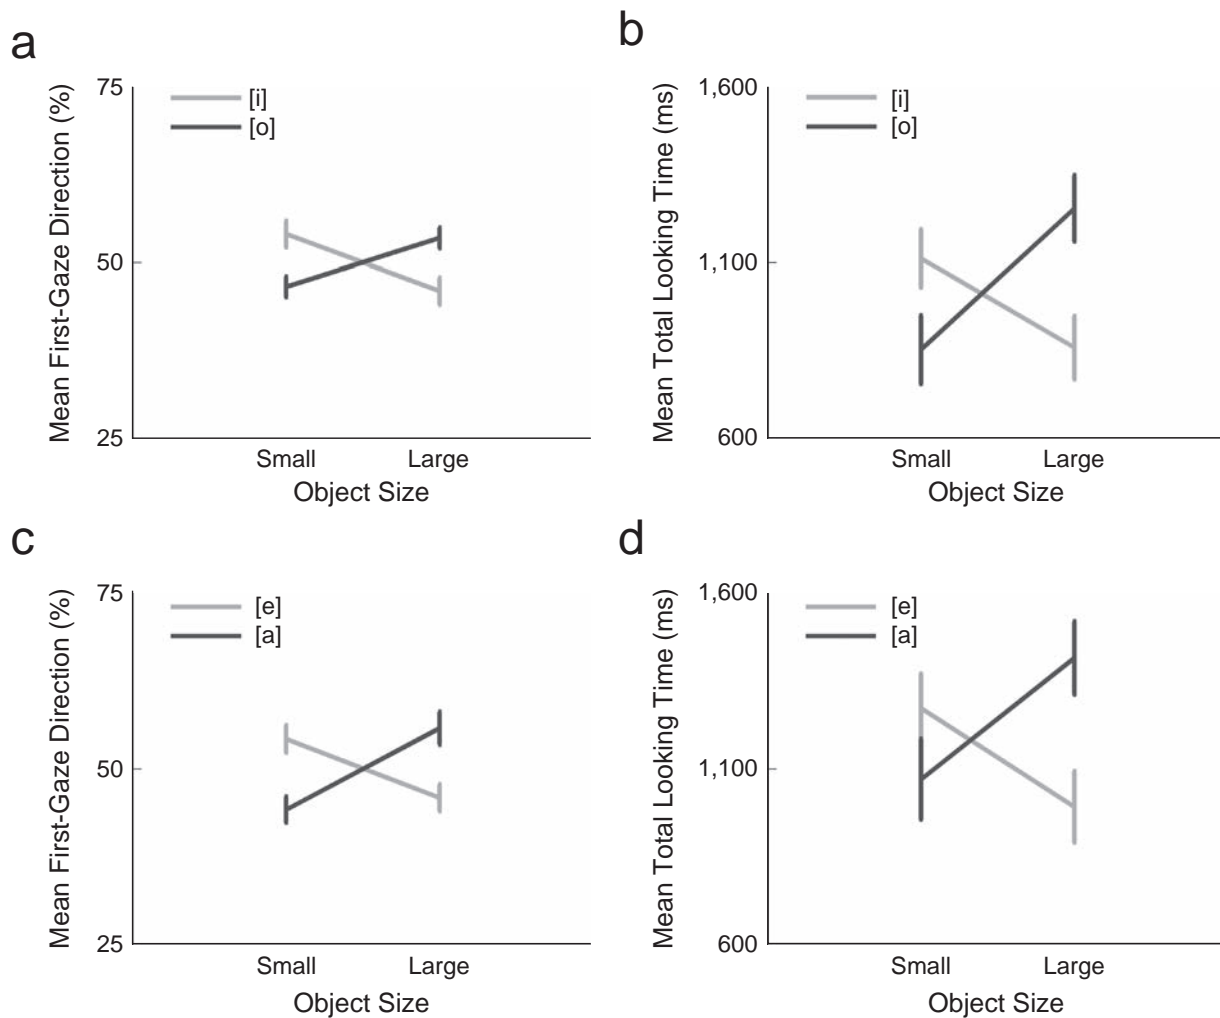 a
75
50
25
Mean First-Gaze Direction (%)
[i]
[o]
Small Large
Object Size
b
1,600
1,100
600
Mean Total Looking Time (ms)
[i]
[o]
Small Large
Object Size
c
75
50
25
Mean First-Gaze Direction (%)
[e]
[a]
Small Large
Object Size
d
1,600
1,100
600
Mean Total Looking Time (ms)
[e]
[a]
Small Large
Object Size